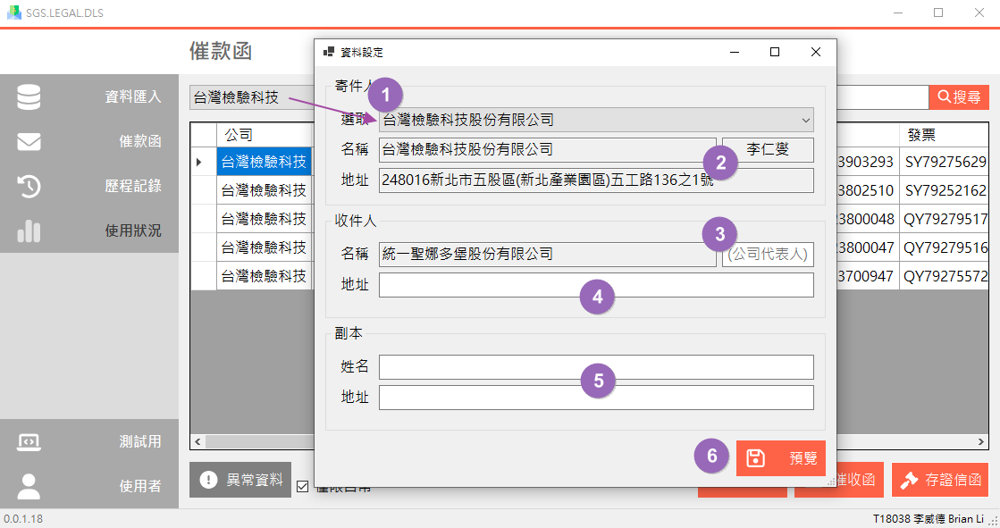 SGS.LEGAL.DLS
催款函
資料匯入
催款函
歷程記錄
使用狀況
測試用
使用者
台灣檢驗科技
搜尋
公司
發票
台灣檢驗科技
3903293
SY79275629
台灣檢驗科技
3802510
SY79252162
台灣檢驗科技
3800048
QY79279517
台灣檢驗科技
3800047
QY79279516
台灣檢驗科技
3700947
QY79275572
資料設定
寄件人
1
選取
台灣檢驗科技股份有限公司
名稱
台灣檢驗科技股份有限公司
2
李仁燮
地址
248016新北市五股區(新北產業園區)五工路136之1號
收件人
3
名稱
統一聖娜多堡股份有限公司
(公司代表人)
地址
4
副本
姓名
5
地址
6
預覽
異常資料
催收函
存證信函
0.0.1.18
T18038 李威德 Brian Li